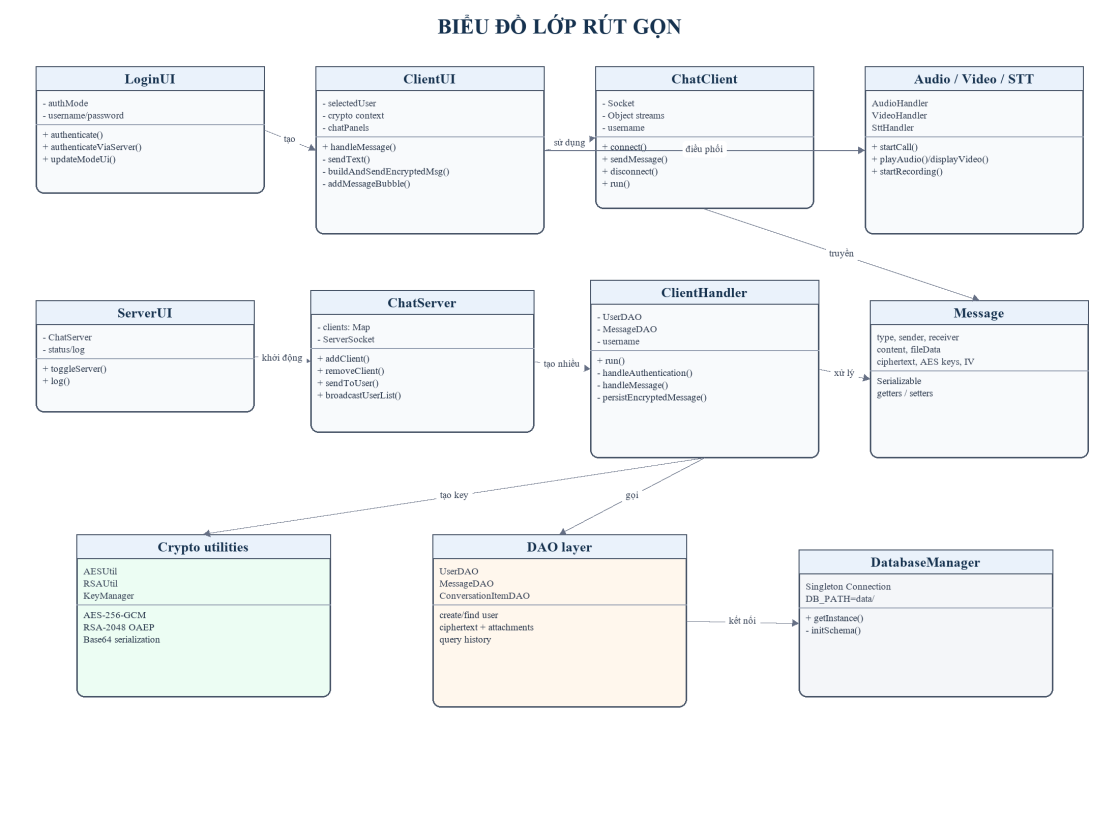 BIỂU ĐỒ LỚP RÚT GỌN
LoginUI
- authMode
- username/password
+ authenticate()
+ authenticateViaServer()
+ updateModeUi()
tạo
ClientUI
- selectedUser
- crypto context
- chatPanels
+ handleMessage()
- sendText()
- buildAndSendEncryptedMsg()
- addMessageBubble()
sử dụng
ChatClient
- Socket
- Object streams
- username
+ connect()
+ sendMessage()
+ disconnect()
+ run()
điều phối
Audio / Video / STT
AudioHandler
VideoHandler
SttHandler
+ startCall()
+ playAudio()/displayVideo()
+ startRecording()
truyền
ServerUI
- ChatServer
- status/log
+ toggleServer()
+ log()
khởi động
ChatServer
- clients: Map
- ServerSocket
+ addClient()
+ removeClient()
+ sendToUser()
+ broadcastUserList()
tạo nhiều
ClientHandler
- UserDAO
- MessageDAO
- username
+ run()
- handleAuthentication()
- handleMessage()
- persistEncryptedMessage()
xử lý
Message
type, sender, receiver
content, fileData
ciphertext, AES keys, IV
Serializable
getters / setters
tạo key
gọi
Crypto utilities
AESUtil
RSAUtil
KeyManager
AES-256-GCM
RSA-2048 OAEP
Base64 serialization
DAO layer
UserDAO
MessageDAO
ConversationItemDAO
create/find user
ciphertext + attachments
query history
kết nối
DatabaseManager
Singleton Connection
DB_PATH=data/
+ getInstance()
- initSchema()